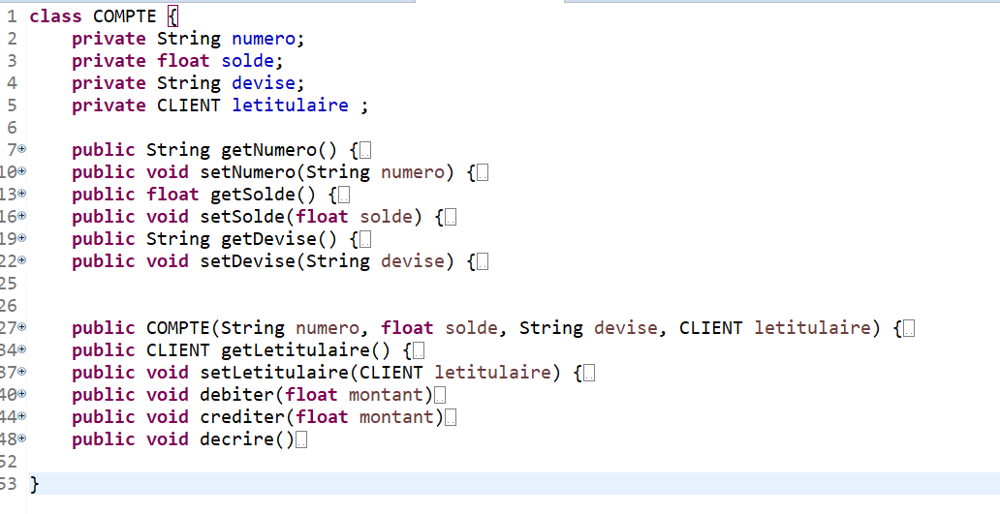 1 class COMPTE {
2 private String numero;
3 private float solde;
4 private String devise;
5 private CLIENT letitulaire ;
6
7 public String getNumero() {
10 public void setNumero(String numero) {
13 public float getSolde() {
16 public void setSolde(float solde) {
19 public String getDevise() {
22 public void setDevise(String devise) {
25
26
27 public COMPTE(String numero, float solde, String devise, CLIENT letitulaire) {
34 public CLIENT getLetitulaire() {
37 public void setLetitulaire(CLIENT letitulaire) {
40 public void debiter(float montant)
44 public void crediter(float montant)
48 public void decrire()
52
53 }